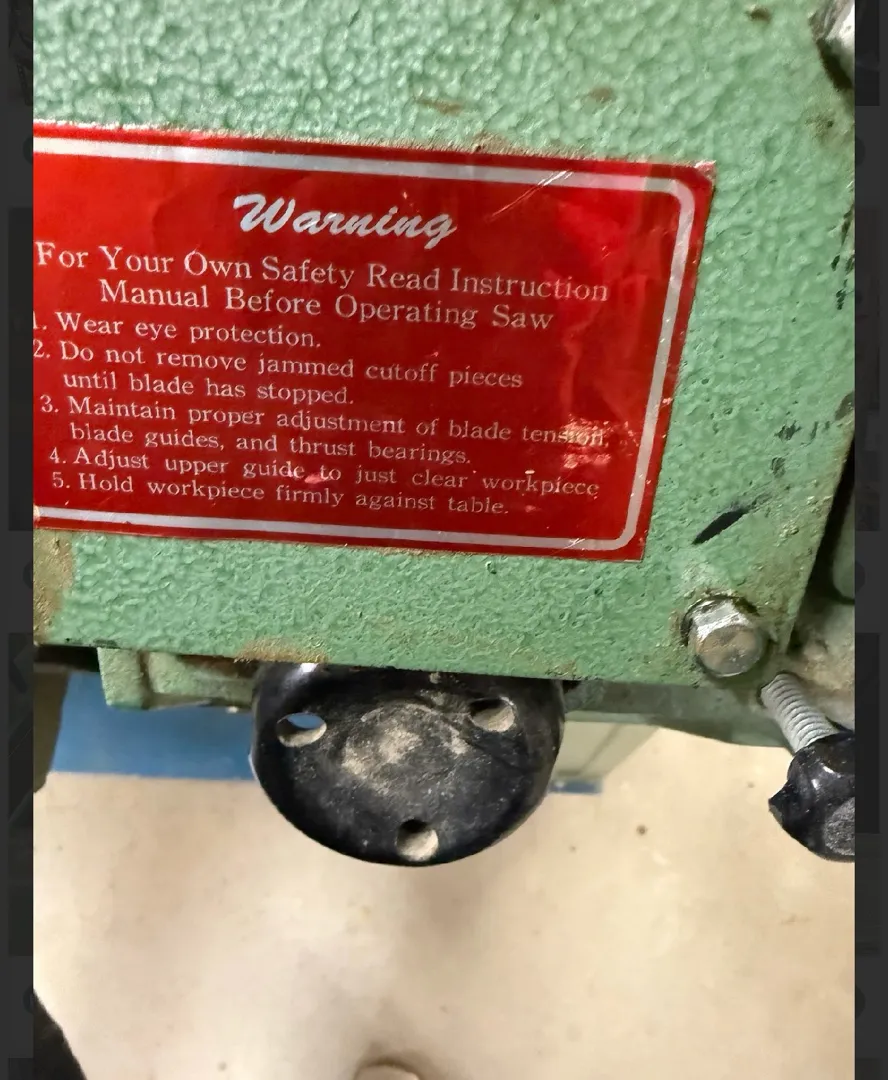 Warning
For Your Own Safety Read Instruction
Manual Before Operating Saw
1. Wear eye protection.
2. Do not remove jammed cutoff pieces
until blade has stopped.
3. Maintain proper adjustment of blade tension,
blade guides, and thrust bearings.
4. Adjust upper guide to just clear workpiece
5. Hold workpiece firmly against table.